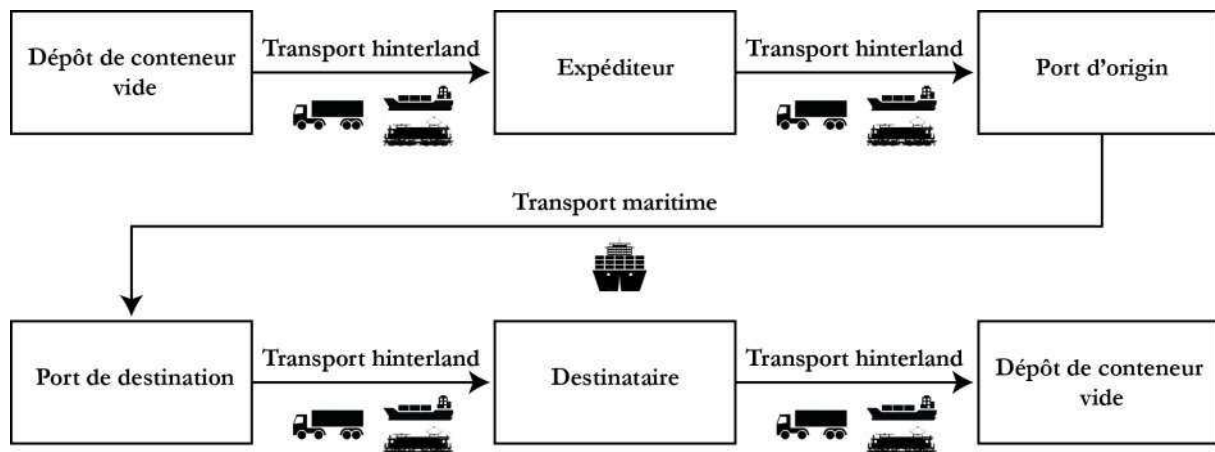 Dépôt de conteneur
vide
Transport hinterland
Expéditeur
Transport hinterland
Port d'origin
Transport maritime
Port de destination
Transport hinterland
Destinataire
Transport hinterland
Dépôt de conteneur
vide